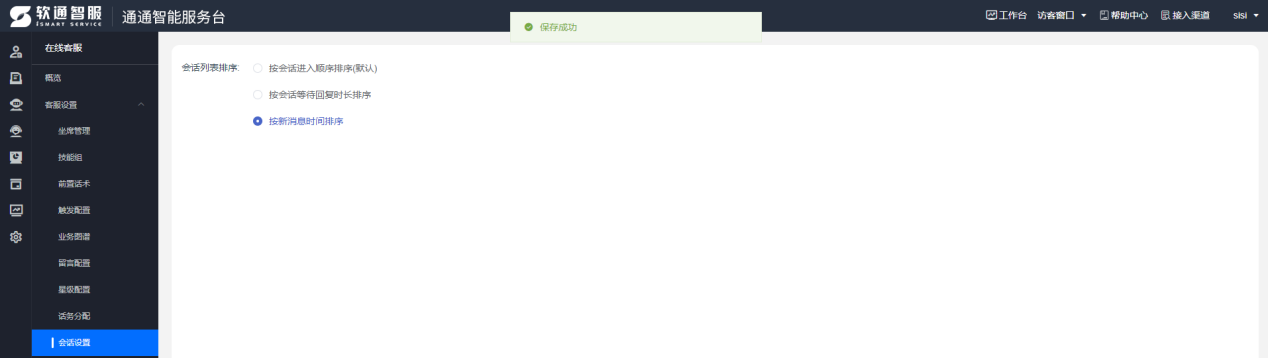 软通智服
ISMART SERVICE
通通智能服务台
保存成功
工作台
访客窗口
帮助中心
接入渠道
sisi
在线客服
概览
客服设置
坐席管理
技能组
前置话术
触发配置
业务图谱
留言配置
星级配置
话务分配
会话设置
会话列表排序:
按会话进入顺序排序(默认)
按会话等待回复时长排序
按新消息时间排序